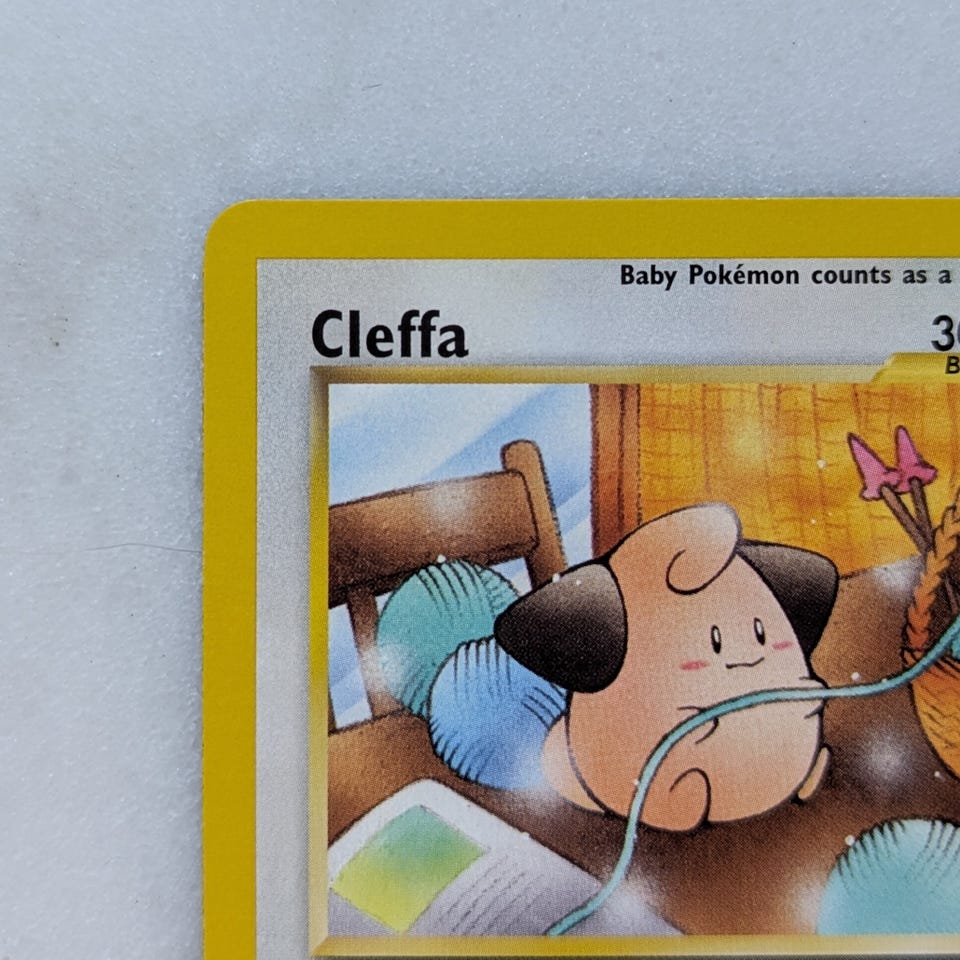 Baby Pokémon counts as a
Cleffa